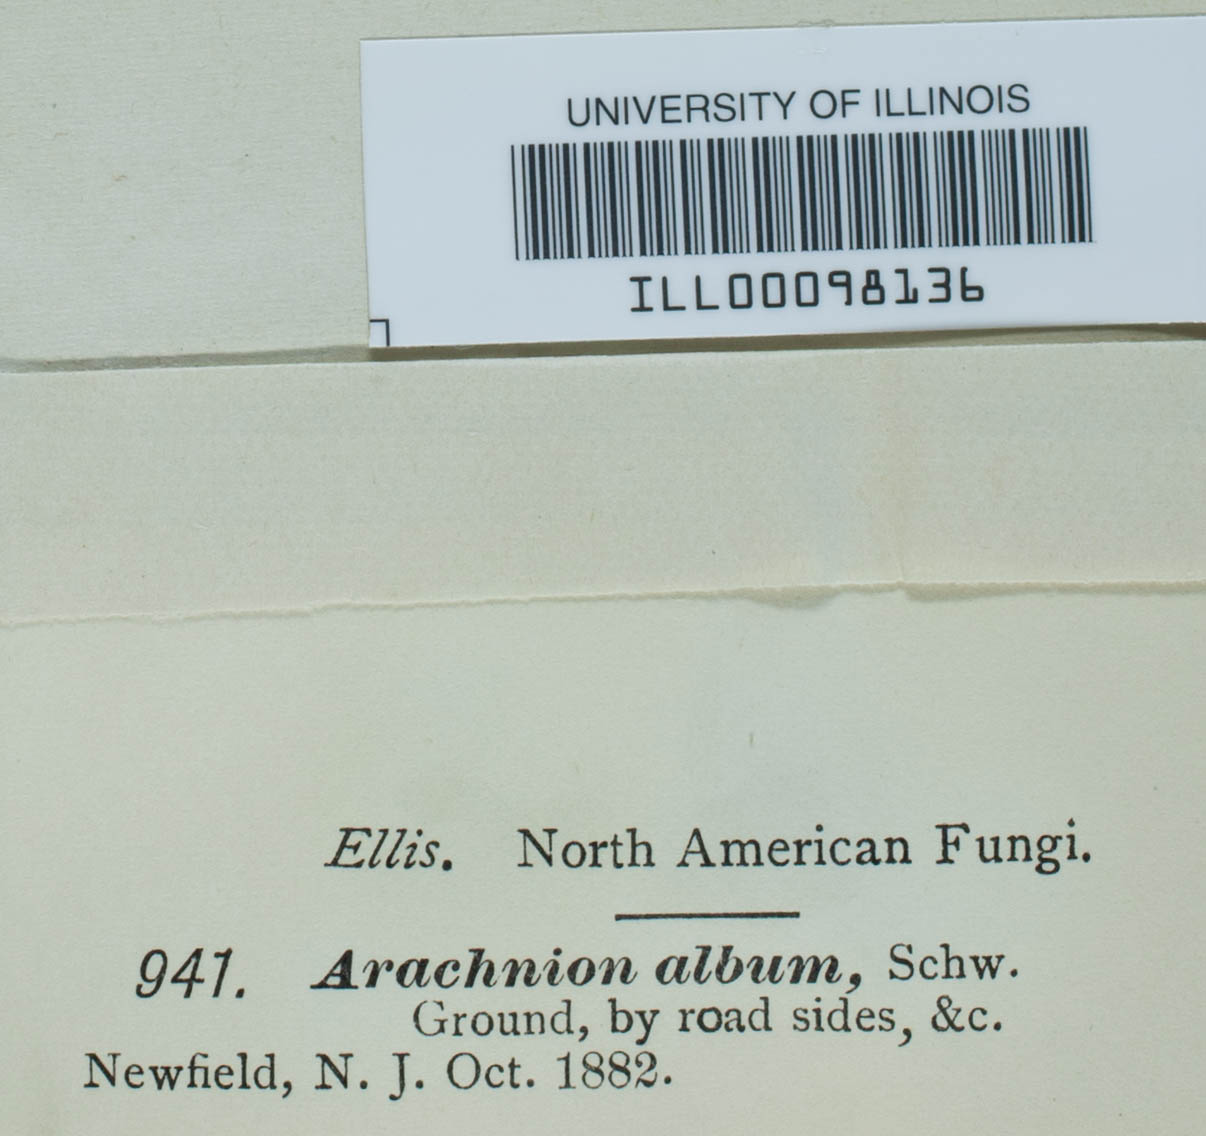 UNIVERSITY OF ILLINOIS
ILL00098136
Ellis. North American Fungi.
941. Arachnion album, Schw.
Ground, by road sides, &c.
Newfield, N. J. Oct. 1882.